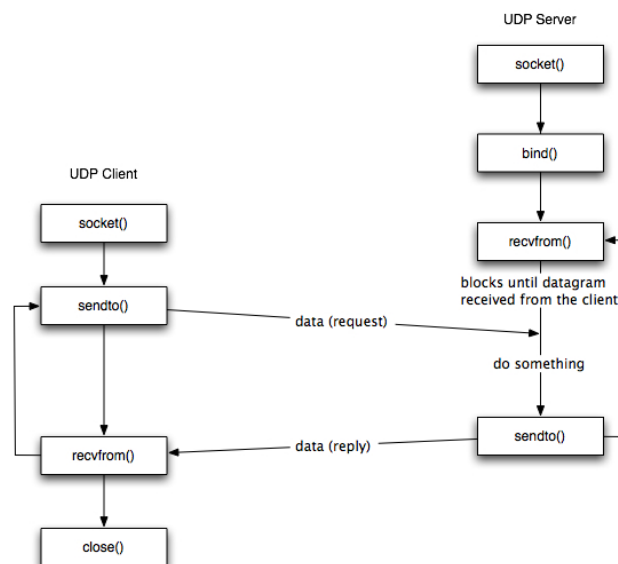 UDP Server
socket()
bind()
UDP Client
socket()
recvfrom()
blocks until datagram
received from the client
sendto()
data (request)
do something
sendto()
data (reply)
recvfrom()
close()